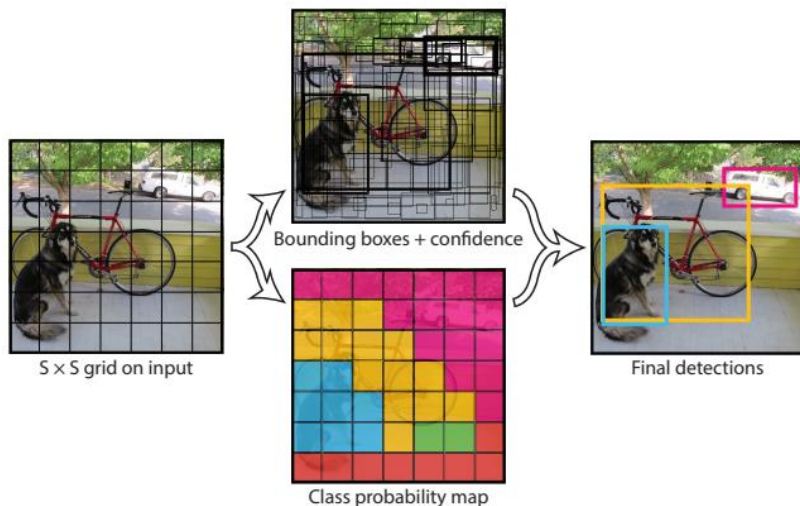 S × S grid on input
Bounding boxes + confidence
Class probability map
Final detections